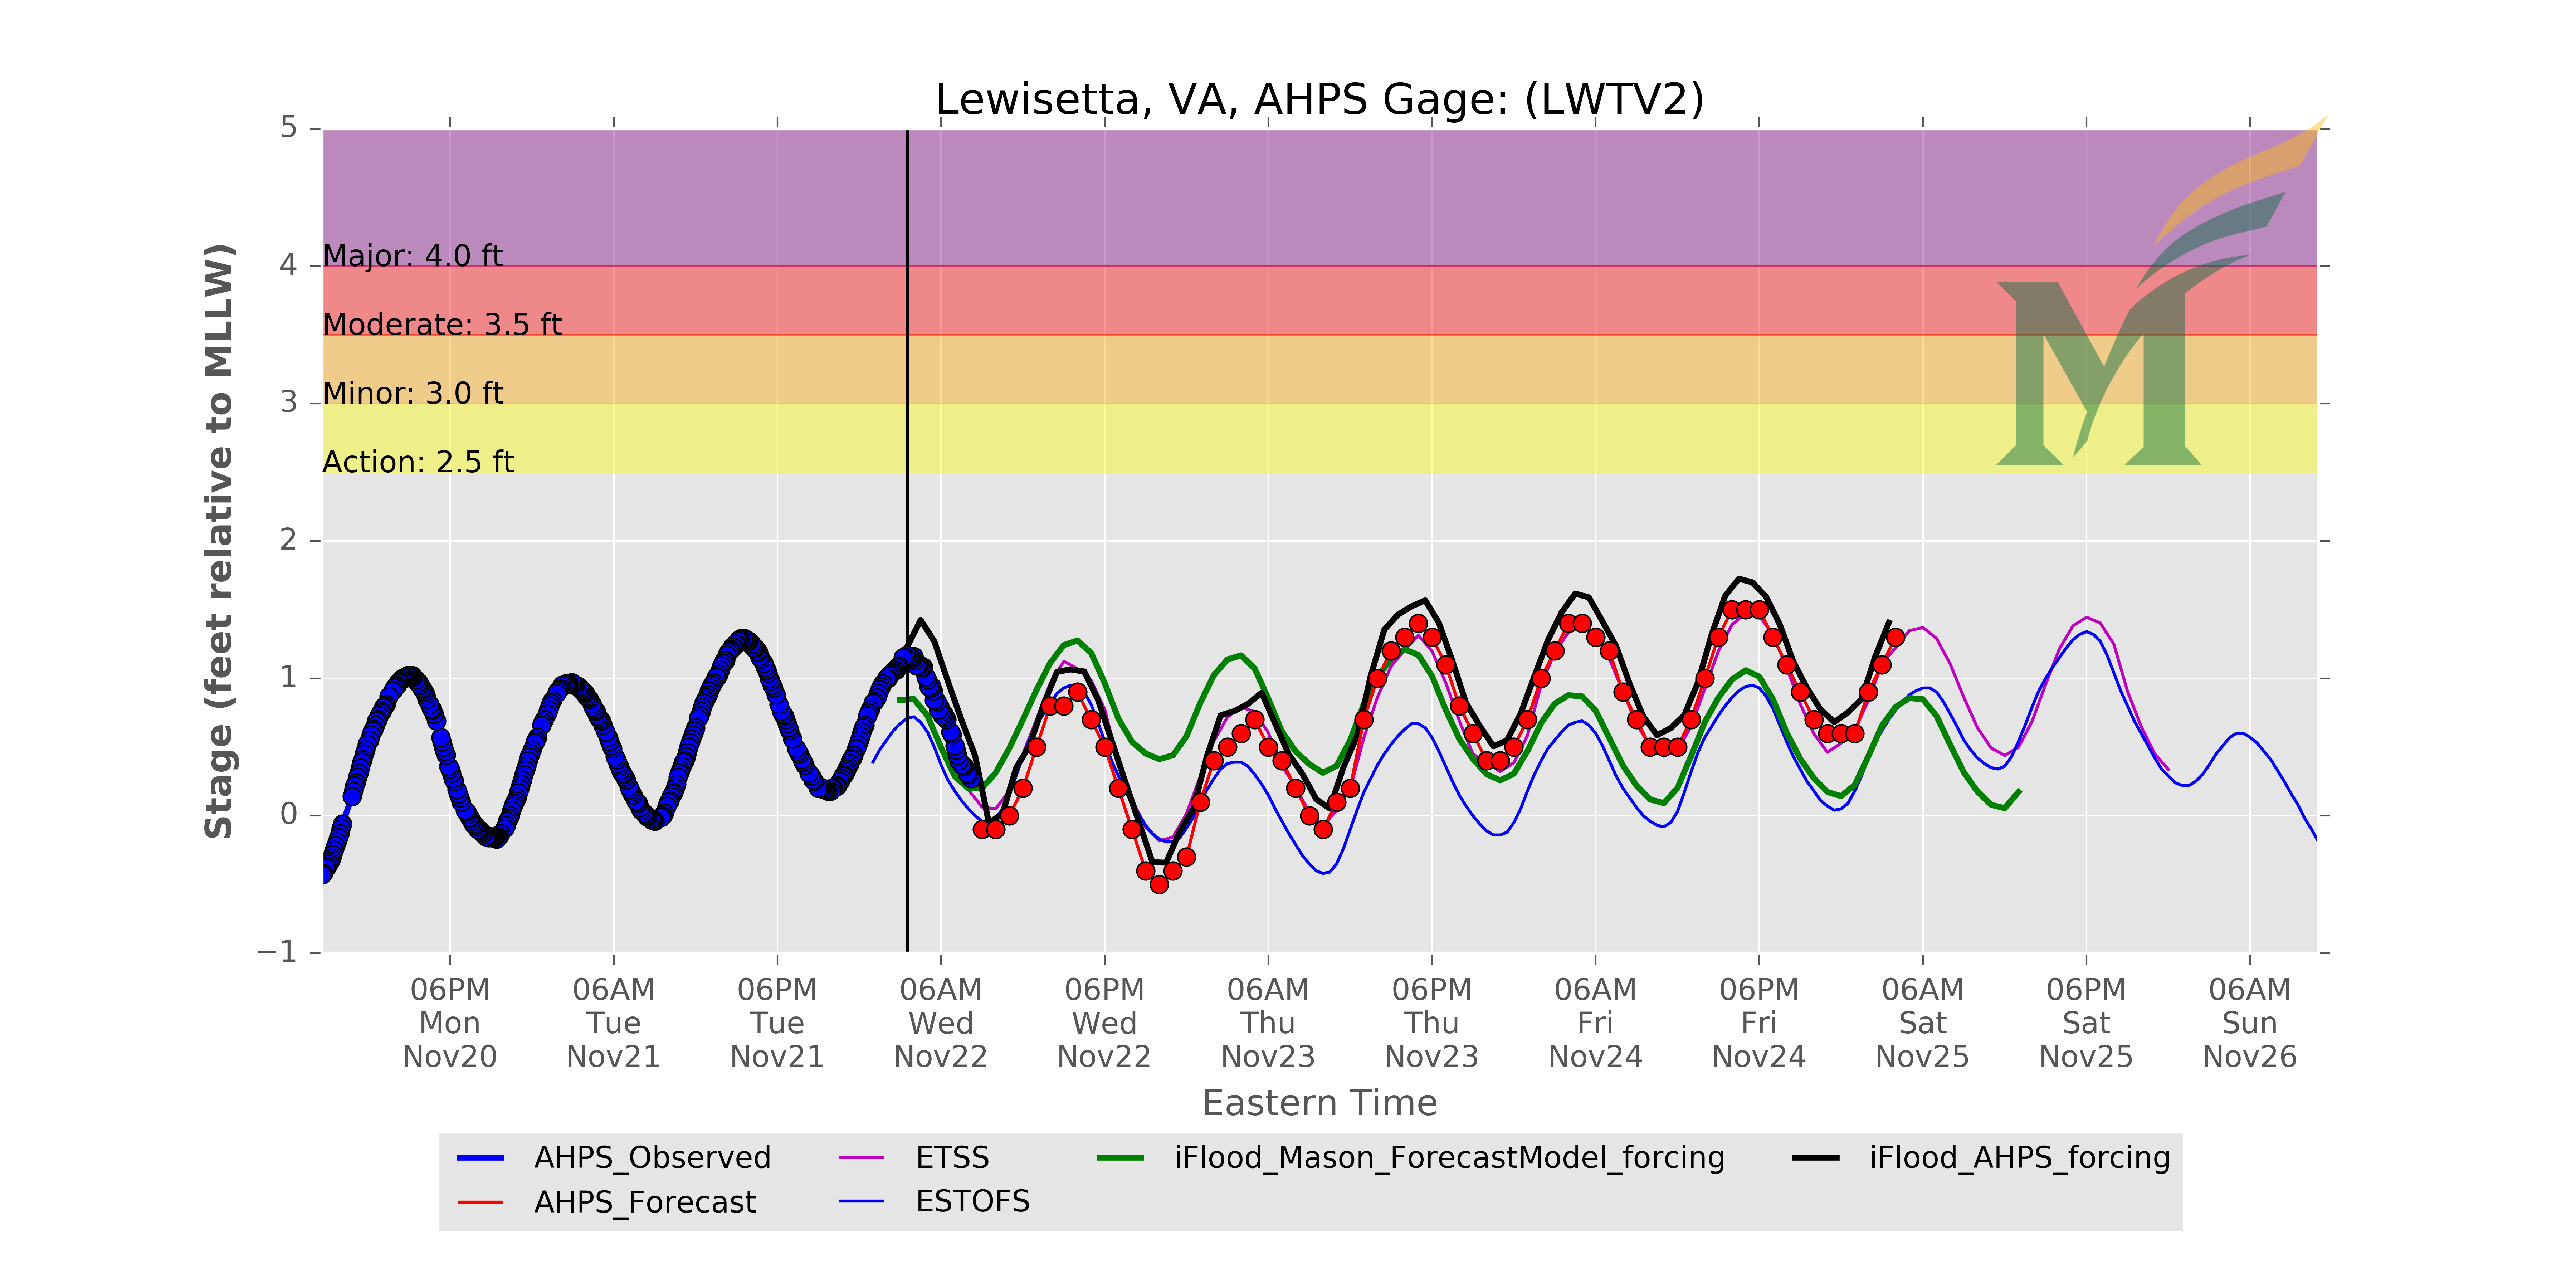 Lewisetta, VA, AHPS Gage: (LWTV2)
Stage (feet relative to MLLW)
5
4
3
2
1
0
−1
Major: 4.0 ft
Moderate: 3.5 ft
Minor: 3.0 ft
Action: 2.5 ft
06PM 06AM 06PM 06AM 06PM 06AM 06PM 06AM 06PM 06AM 06PM 06AM
Mon Tue Tue Wed Wed Thu Thu Fri Fri Sat Sat Sun
Nov20 Nov21 Nov21 Nov22 Nov22 Nov23 Nov23 Nov24 Nov24 Nov25 Nov25 Nov26
Eastern Time
AHPS_Observed ETSS iFlood_Mason_ForecastModel_forcing iFlood_AHPS_forcing
AHPS_Forecast ESTOFS
M